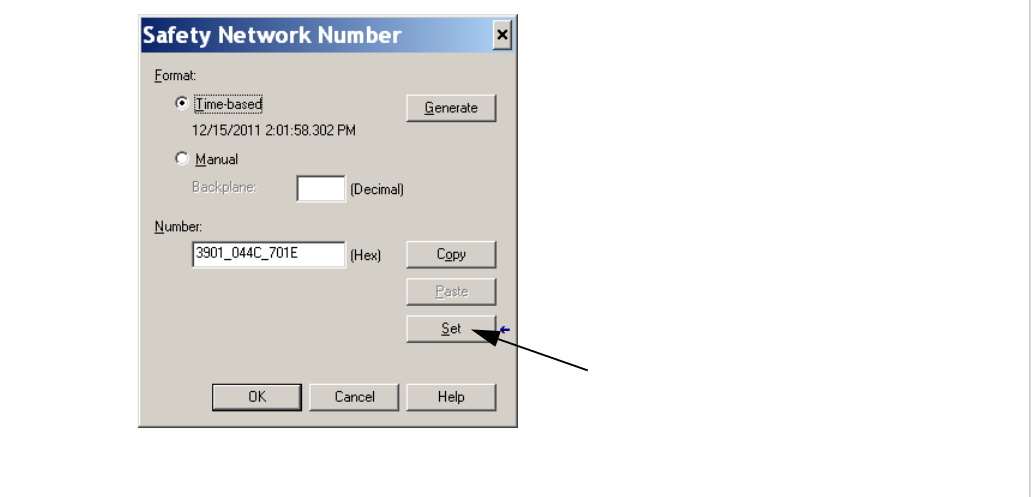 Safety Network Number
Format:
Time-based
Generate
12/15/2011 2:01:58.302 PM
Manual
Backplane:
(Decimal)
Number:
3901_044C_701E
(Hex)
Copy
Paste
Set
OK
Cancel
Help